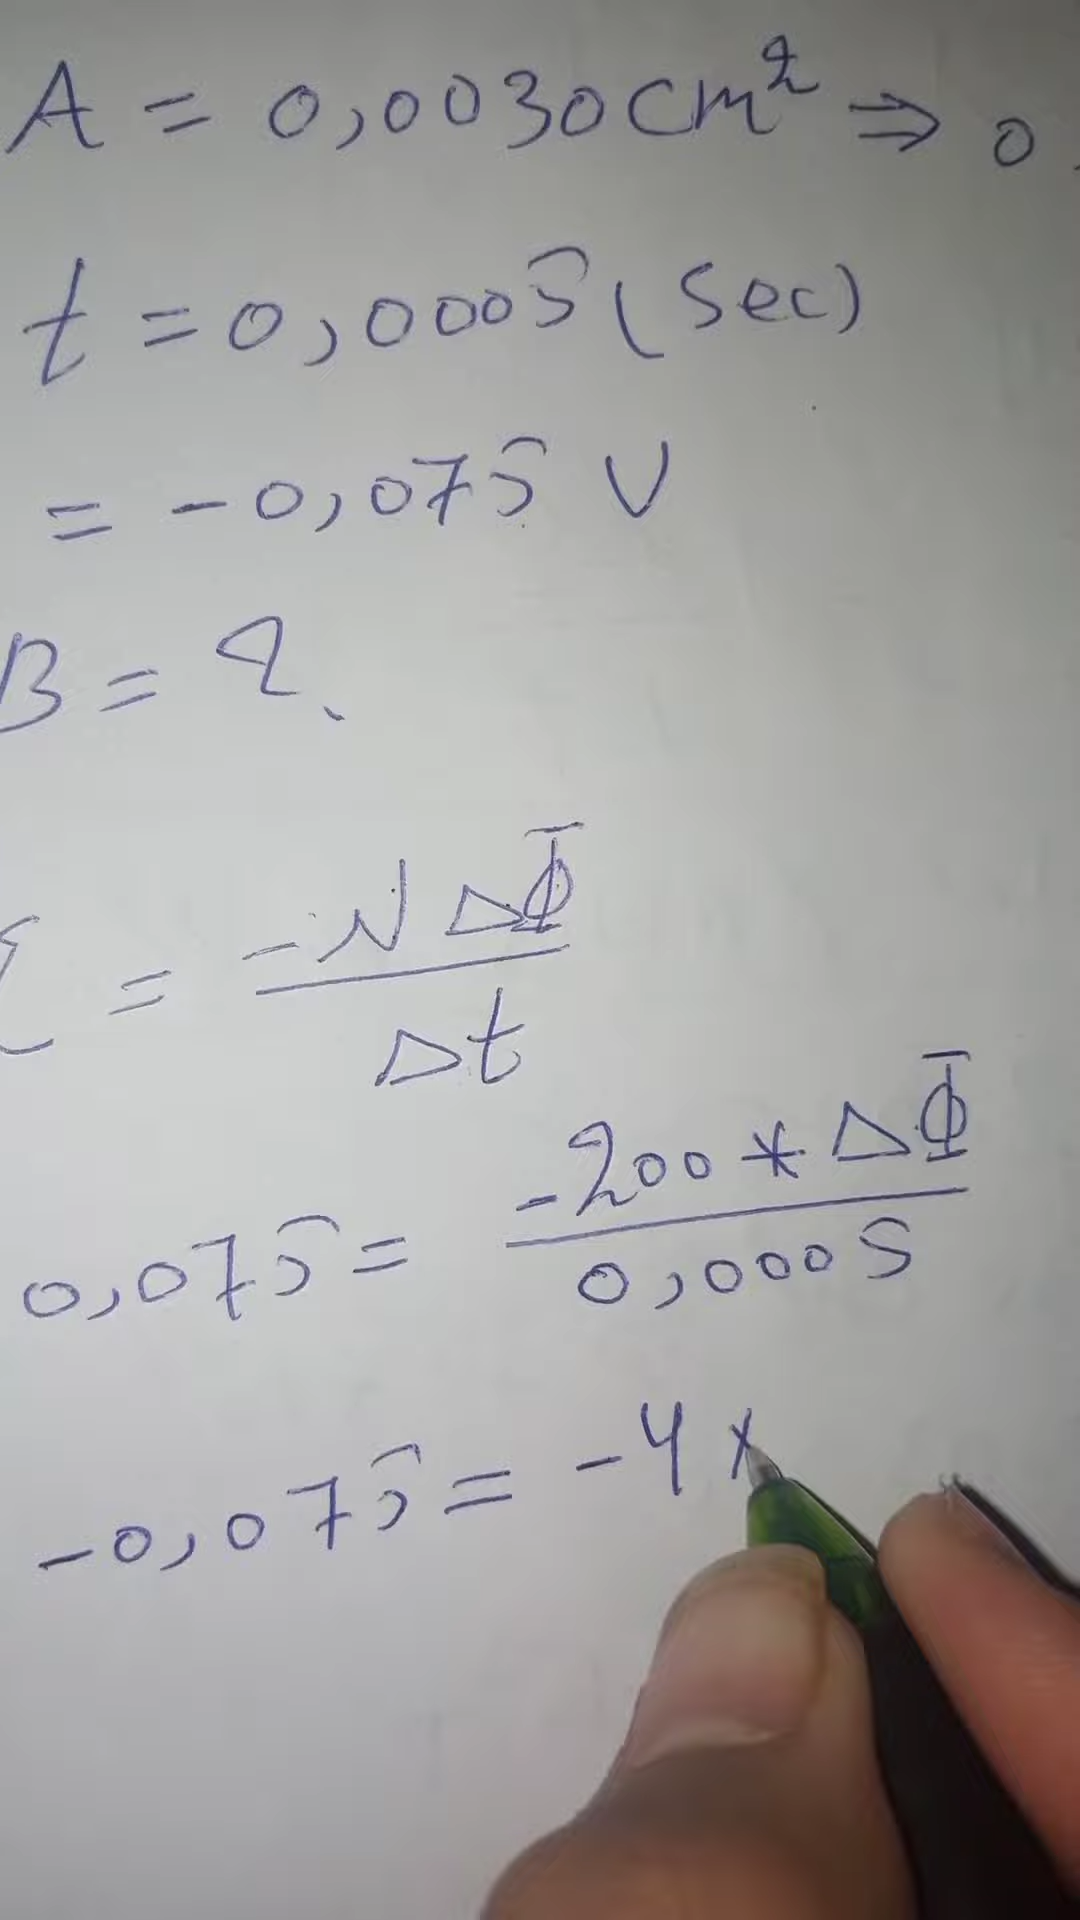 A = 0,0030 cm² ⇒ 0
t = 0,0005 (Sec)
= -0,075 V
B = ?
ℰ = -N ΔΦ / Δt
0,075 = -200 * ΔΦ / 0,0005
-0,075 = -4 x